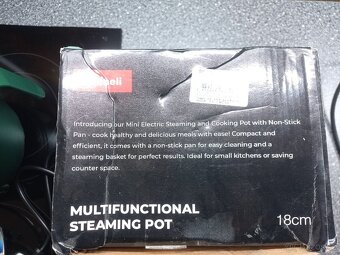 Introducing our Mini Electric Steaming and Cooking Pot with Non-Stick
Pan - cook healthy and delicious meals with ease! Compact and
efficient, it comes with a non-stick pan for easy cleaning and a
steaming basket for perfect results. Ideal for small kitchens or saving
counter space.
MULTIFUNCTIONAL
STEAMING POT
18cm